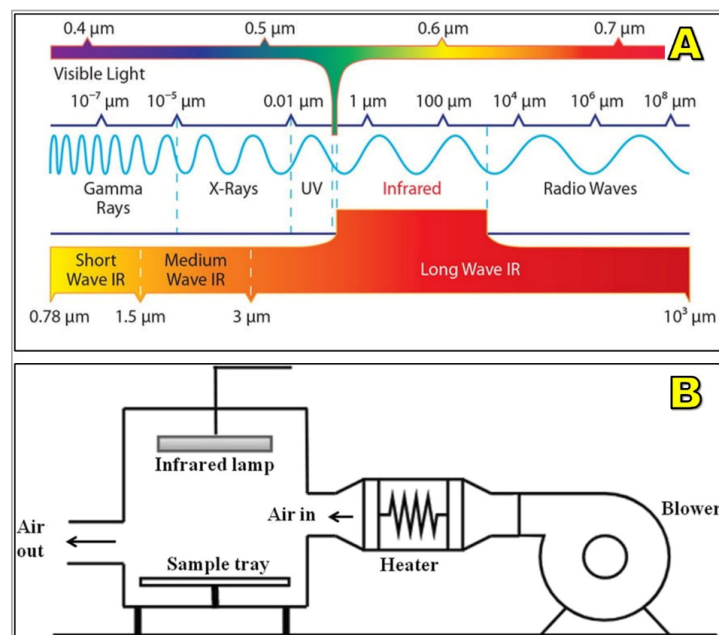 0.4 μm 0.5 μm 0.6 μm 0.7 μm
A
Visible Light
10⁻⁷ μm 10⁻⁵ μm 0.01 μm 1 μm 100 μm 10⁴ μm 10⁶ μm 10⁸ μm
Gamma
Rays
X-Rays
UV
Infrared
Radio Waves
Short
Wave IR
Medium
Wave IR
Long Wave IR
0.78 μm 1.5 μm 3 μm 10³ μm
B
Infrared lamp
Air in
Blower
Air
out
Sample tray
Heater